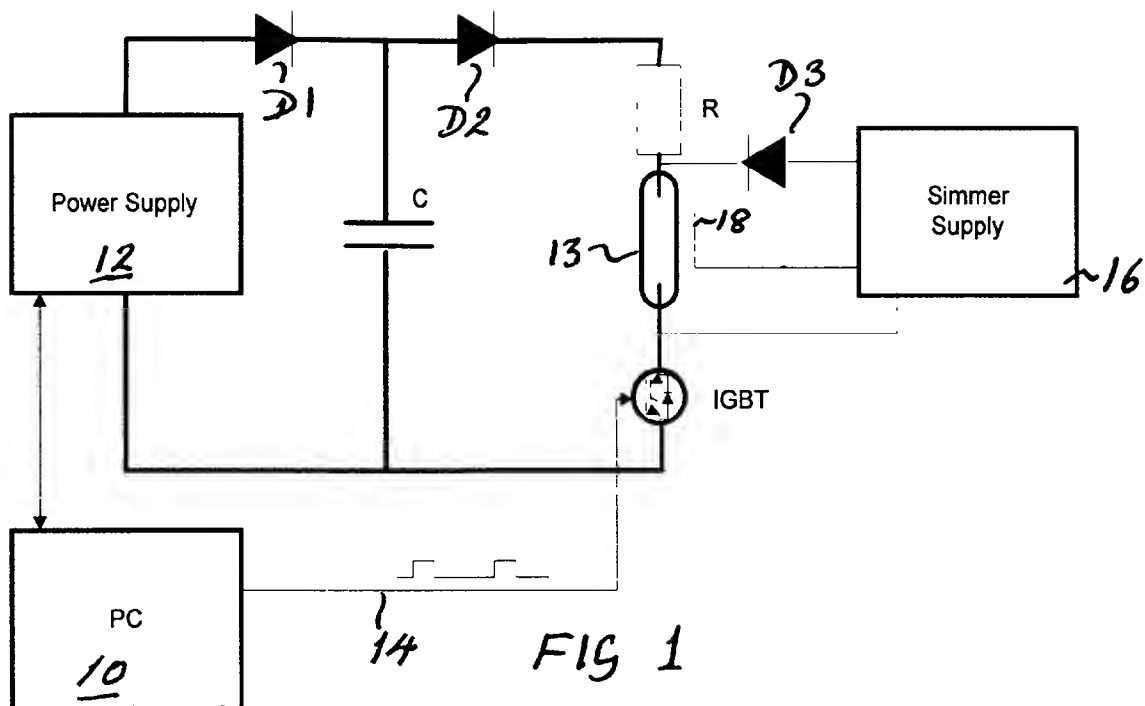 D1
D2
D3
R
Power Supply
12
C
13
18
Simmer
Supply
16
IGBT
PC
10
14
FIG 1